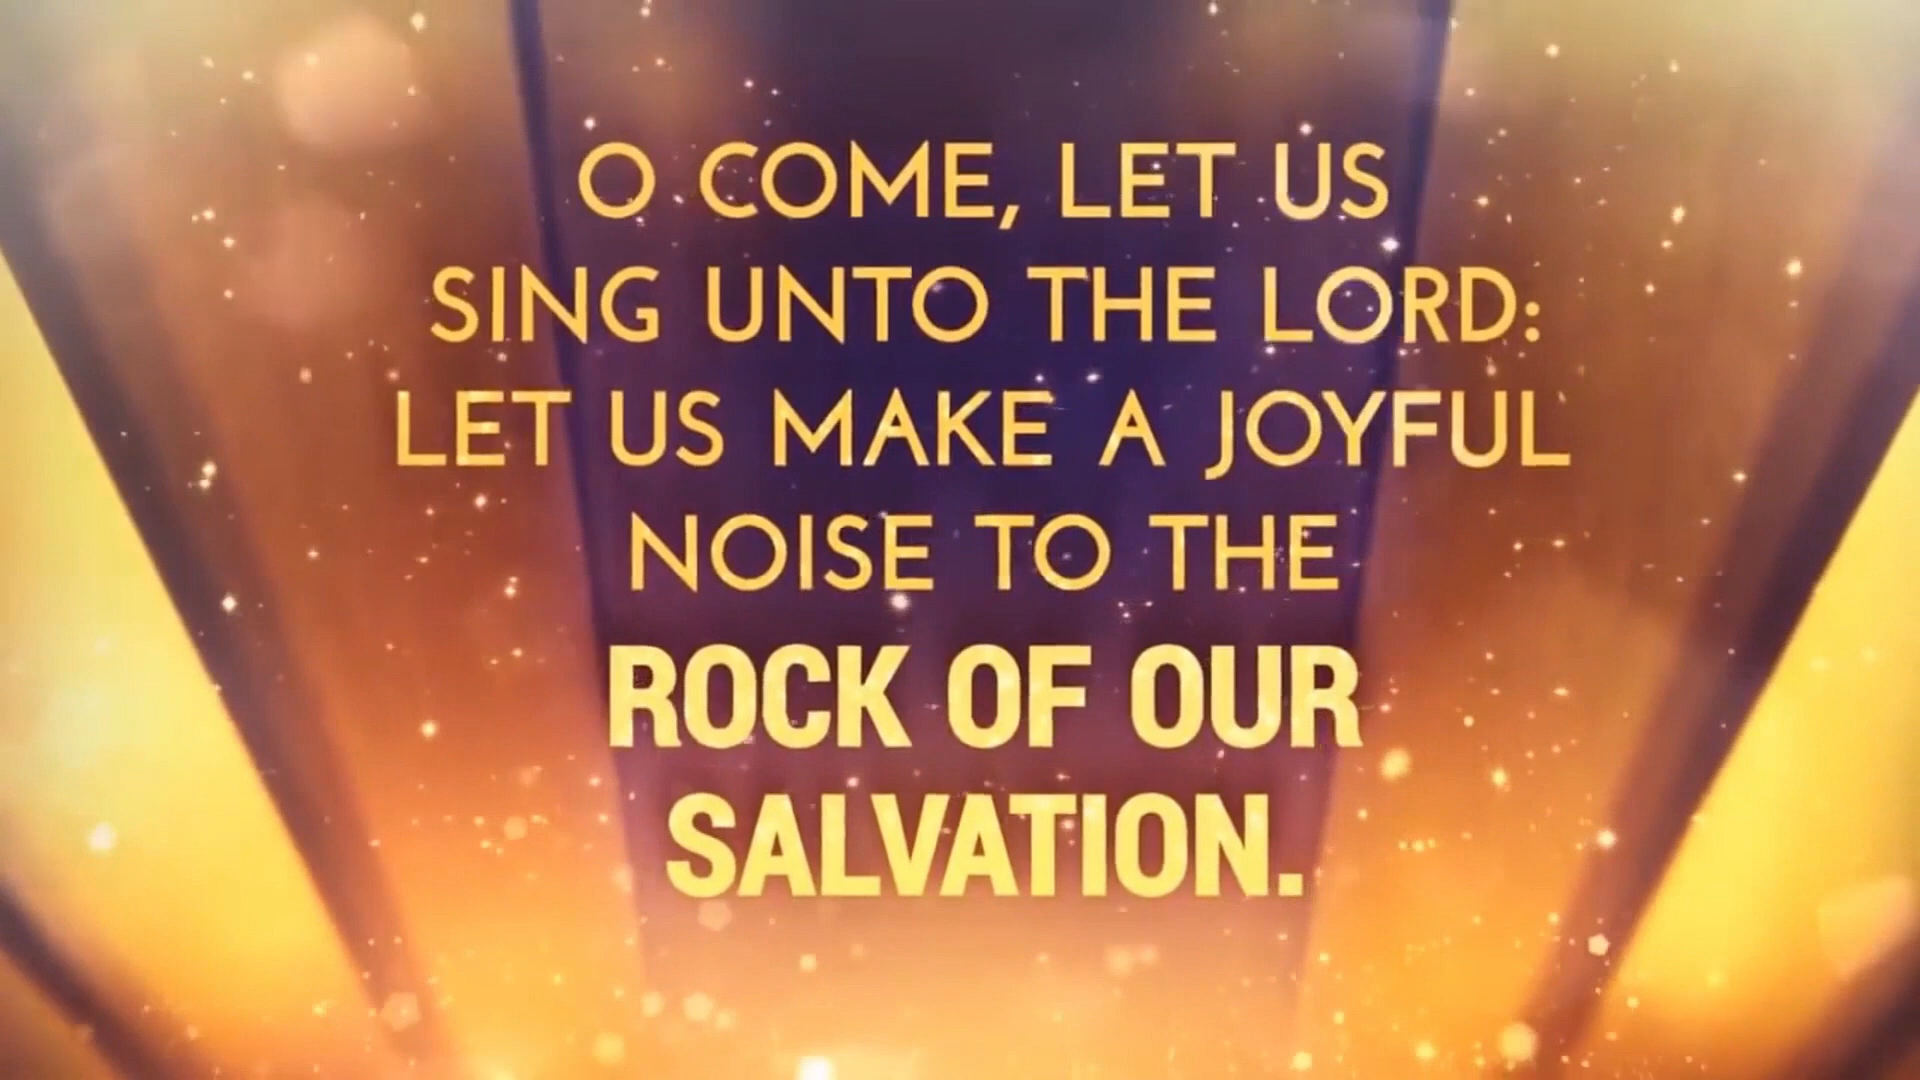 O COME, LET US
SING UNTO THE LORD:
LET US MAKE A JOYFUL
NOISE TO THE
ROCK OF OUR
SALVATION.